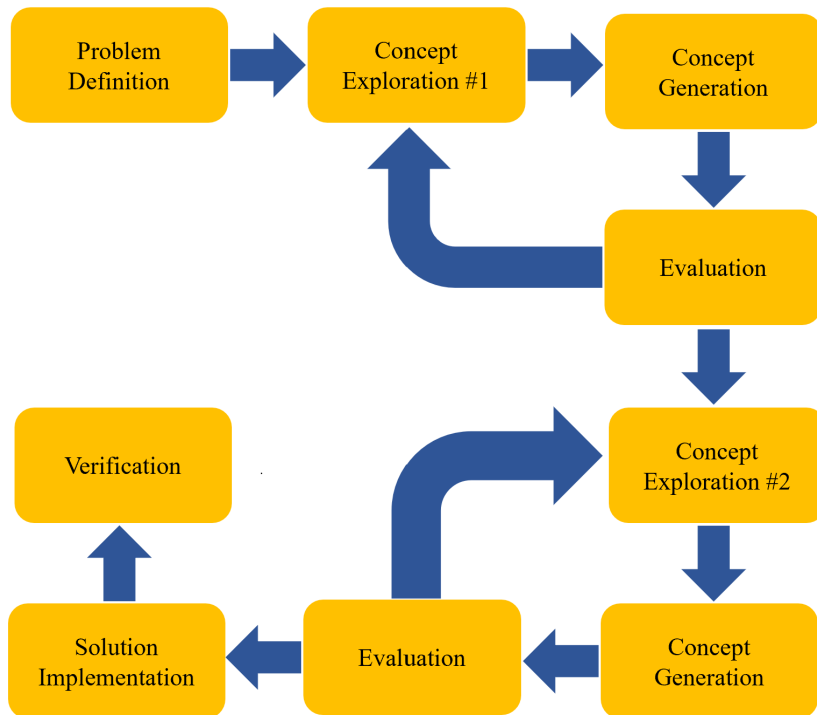 Problem
Definition
Concept
Exploration #1
Concept
Generation
Evaluation
Concept
Exploration #2
Concept
Generation
Evaluation
Solution
Implementation
Verification
.